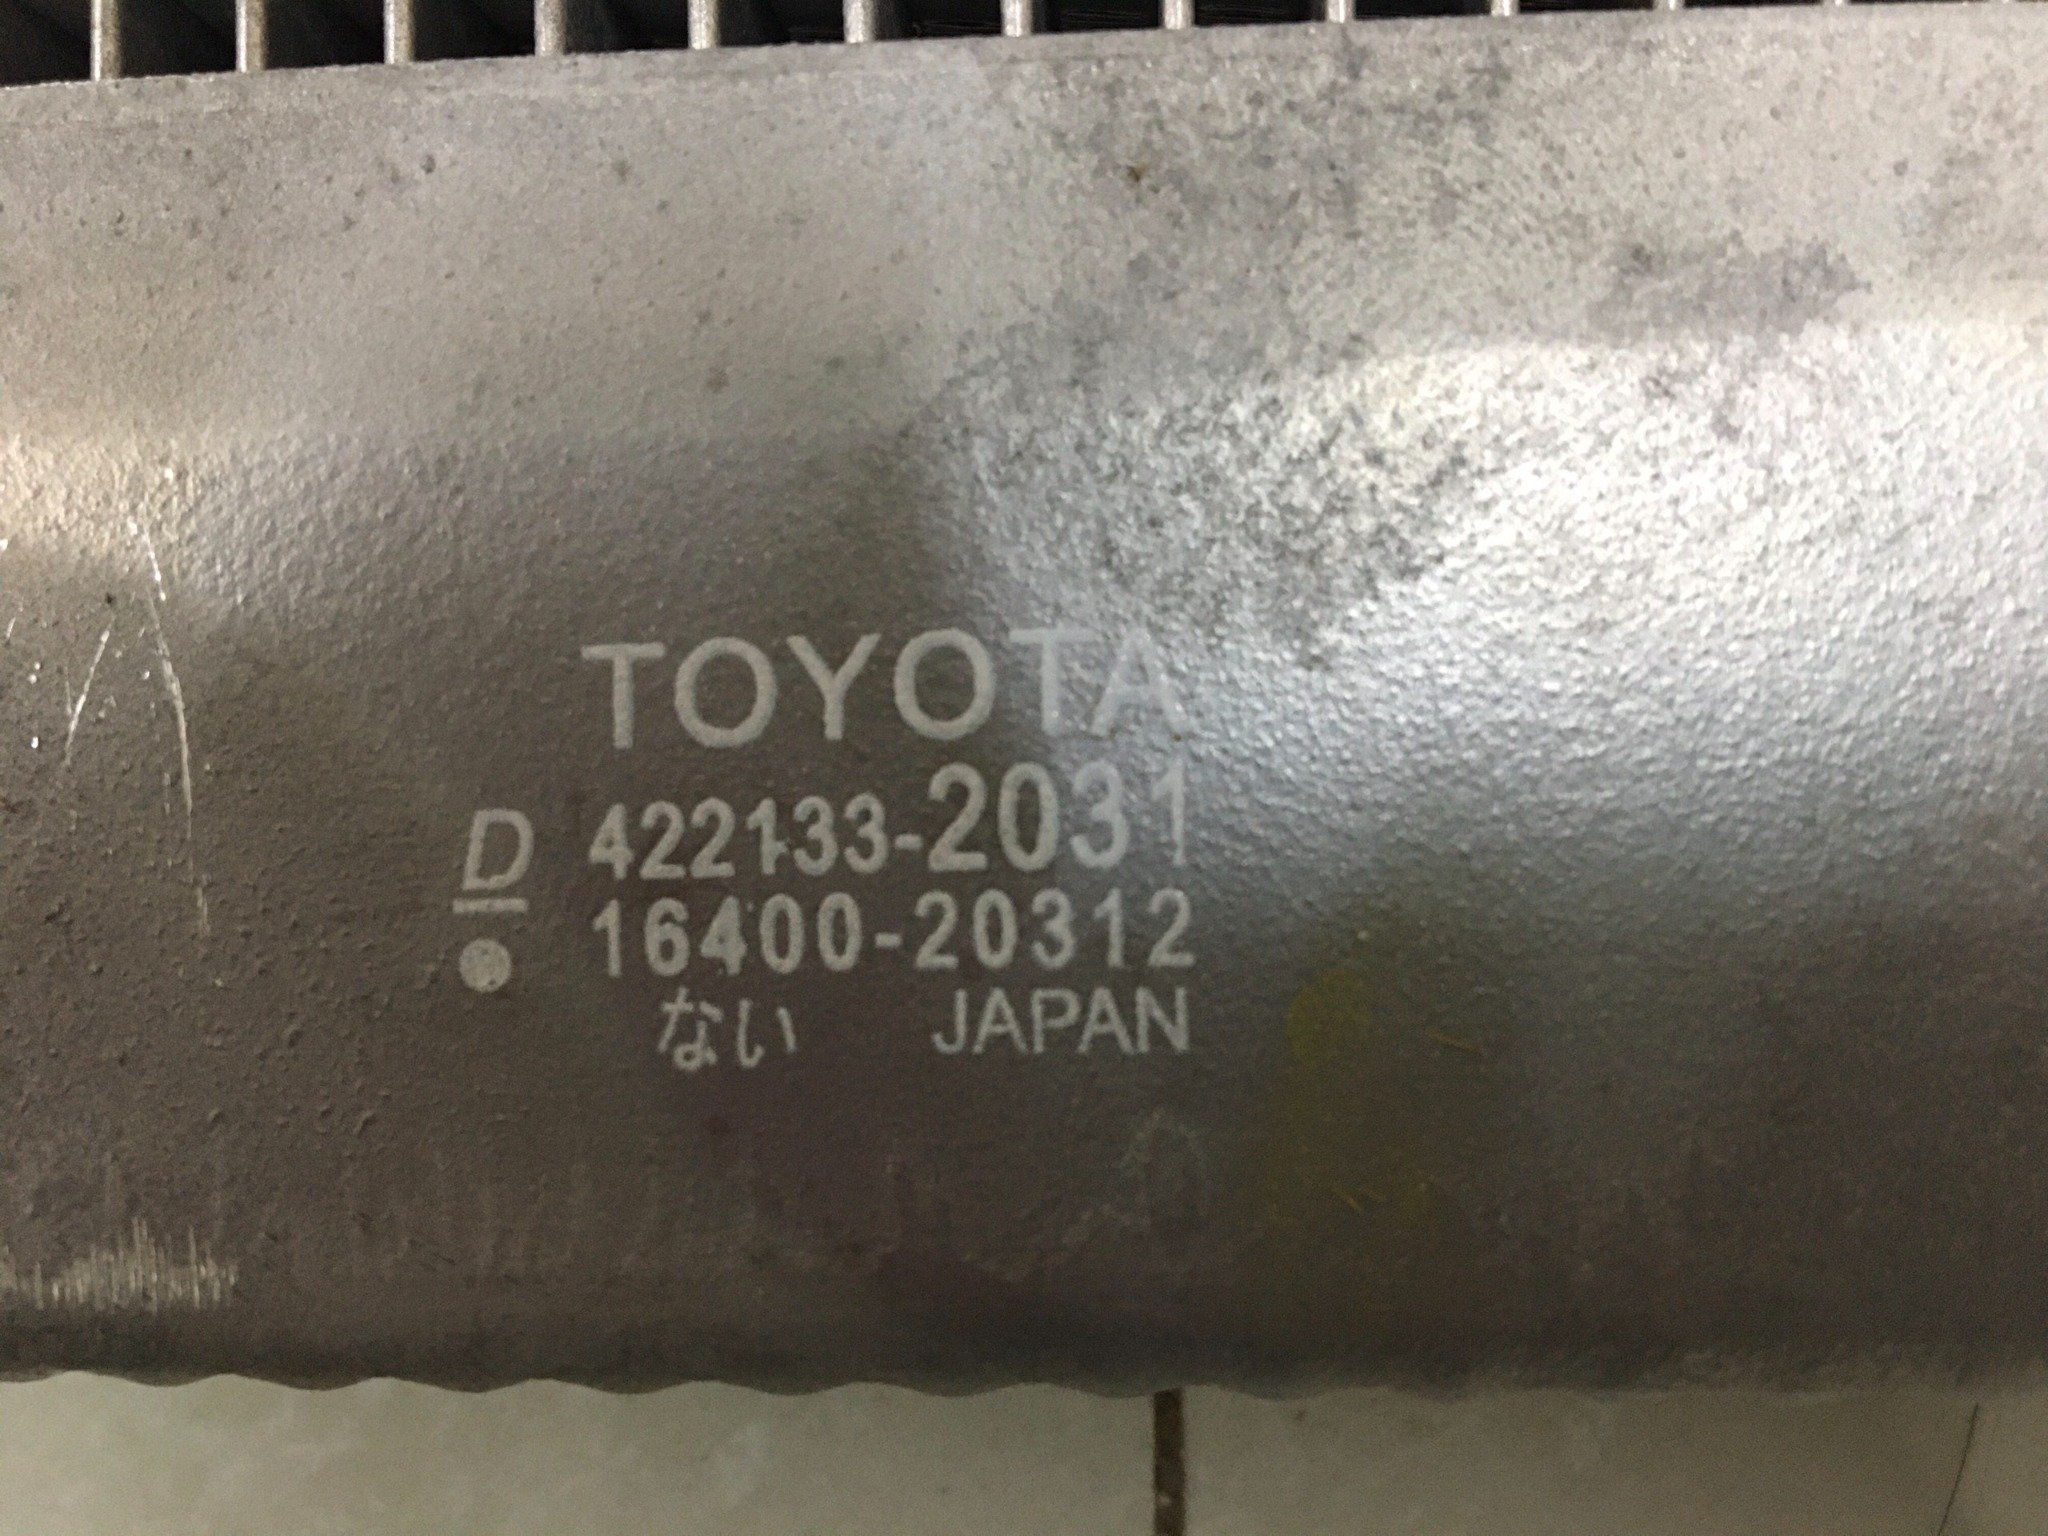 TOYOTA
D 422133-2031
16400-20312
ない JAPAN